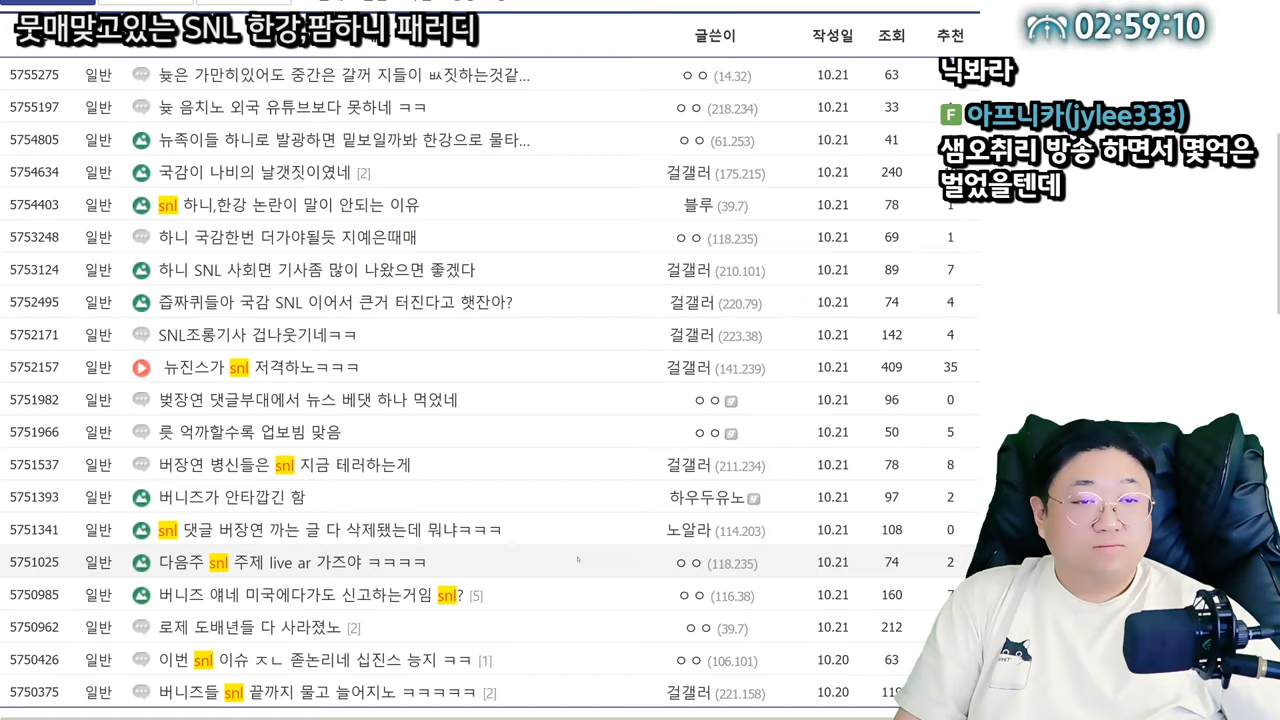 뭇매맞고있는 SNL 한강,팜하니 패러디
02:59:10
글쓴이 작성일 조회 추천
닉봐라
F 아프니카(jylee333)
샘오취리 방송 하면서 몇억은
벌었을텐데
5755275 일반 늋은 가만히있어도 중간은 갈꺼 지들이 ㅄ짓하는것같... ㅇㅇ (14.32) 10.21 63
5755197 일반 늋 음치노 외국 유튜브보다 못하네 ㅋㅋ ㅇㅇ (218.234) 10.21 33
5754805 일반 뉴족이들 하니로 발광하면 밑보일까봐 한강으로 물타... ㅇㅇ (61.253) 10.21 41
5754634 일반 국감이 나비의 날갯짓이였네 [2] 걸갤러 (175.215) 10.21 240
5754403 일반 snl 하니,한강 논란이 말이 안되는 이유 블루 (39.7) 10.21 78 1
5753248 일반 하니 국감한번 더가야될듯 지예은때매 ㅇㅇ (118.235) 10.21 69 1
5753124 일반 하니 SNL 사회면 기사좀 많이 나왔으면 좋겠다 걸갤러 (210.101) 10.21 89 7
5752495 일반 즙짜퀴들아 국감 SNL 이어서 큰거 터진다고 햇잔아? 걸갤러 (220.79) 10.21 74 4
5752171 일반 SNL조롱기사 겁나웃기네ㅋㅋ 걸갤러 (223.38) 10.21 142 4
5752157 일반 뉴진스가 snl 저격하노ㅋㅋㅋ 걸갤러 (141.239) 10.21 409 35
5751982 일반 벚장연 댓글부대에서 뉴스 베댓 하나 먹었네 ㅇㅇ 10.21 96 0
5751966 일반 룻 억까할수록 업보빔 맞음 ㅇㅇ 10.21 50 5
5751537 일반 버장연 병신들은 snl 지금 테러하는게 걸갤러 (211.234) 10.21 78 8
5751393 일반 버니즈가 안타깝긴 함 하우두유노 10.21 97 2
5751341 일반 snl 댓글 버장연 까는 글 다 삭제됐는데 뭐냐ㅋㅋㅋ 노알라 (114.203) 10.21 108 0
5751025 일반 다음주 snl 주제 live ar 가즈야 ㅋㅋㅋㅋ ㅇㅇ (118.235) 10.21 74 2
5750985 일반 버니즈 얘네 미국에다가도 신고하는거임 snl? [5] ㅇㅇ (116.38) 10.21 160
5750962 일반 로제 도배년들 다 사라졌노 [2] ㅇㅇ (39.7) 10.21 212
5750426 일반 이번 snl 이슈 ㅈㄴ 졷논리네 십진스 능지 ㅋㅋ [1] ㅇㅇ (106.101) 10.20 63
5750375 일반 버니즈들 snl 끝까지 물고 늘어지노 ㅋㅋㅋㅋㅋ [2] 걸갤러 (221.158) 10.20